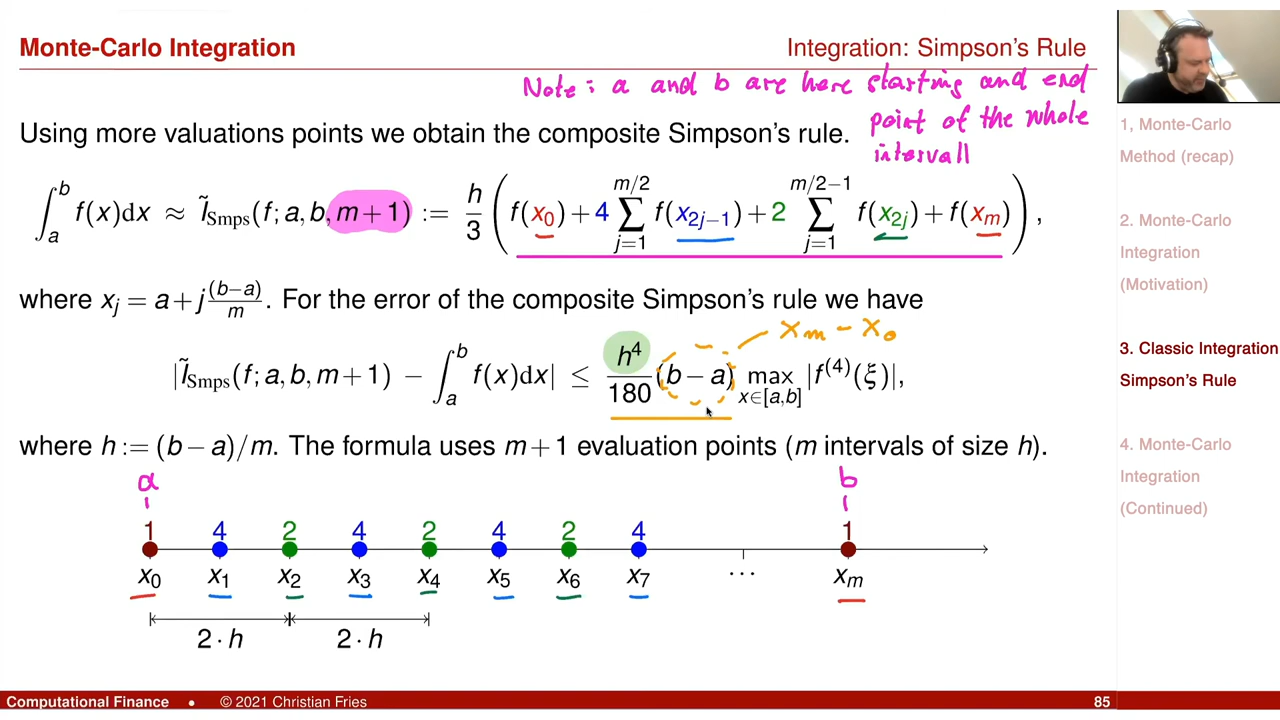 Monte-Carlo Integration
Integration: Simpson's Rule
Note: a and b are here starting and end
point of the whole
intervall
Using more valuations points we obtain the composite Simpson's rule.
∫_a^b f(x)dx ≈ Ĩ_Smps(f; a, b, m+1) := h/3 ( f(x_0) + 4 ∑_{j=1}^{m/2} f(x_{2j−1}) + 2 ∑_{j=1}^{m/2−1} f(x_{2j}) + f(x_m) ),
where x_j = a + j (b−a)/m. For the error of the composite Simpson's rule we have
x_m − x_0
|Ĩ_Smps(f; a, b, m+1) − ∫_a^b f(x)dx| ≤ h^4/180 (b − a) max_{x∈[a,b]} |f^(4)(ξ)|,
where h := (b − a)/m. The formula uses m+1 evaluation points (m intervals of size h).
a b
1 4 2 4 2 4 2 4 1
x_0 x_1 x_2 x_3 x_4 x_5 x_6 x_7 ⋯ x_m
2 · h 2 · h
1, Monte-Carlo
Method (recap)
2. Monte-Carlo
Integration
(Motivation)
3. Classic Integration
Simpson's Rule
4. Monte-Carlo
Integration
(Continued)
Computational Finance • © 2021 Christian Fries 85